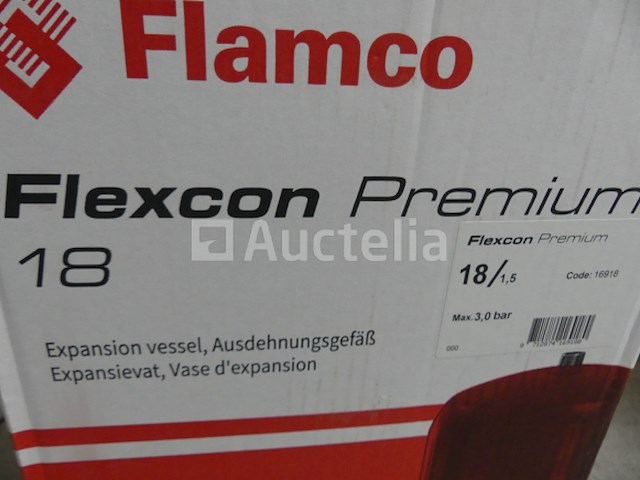 Flamco
Flexcon Premium
18
Auctelia
Flexcon Premium
18/1,5
Code: 16918
Max. 3,0 bar
000
Expansion vessel, Ausdehnungsgefäß
Expansievat, Vase d'expansion